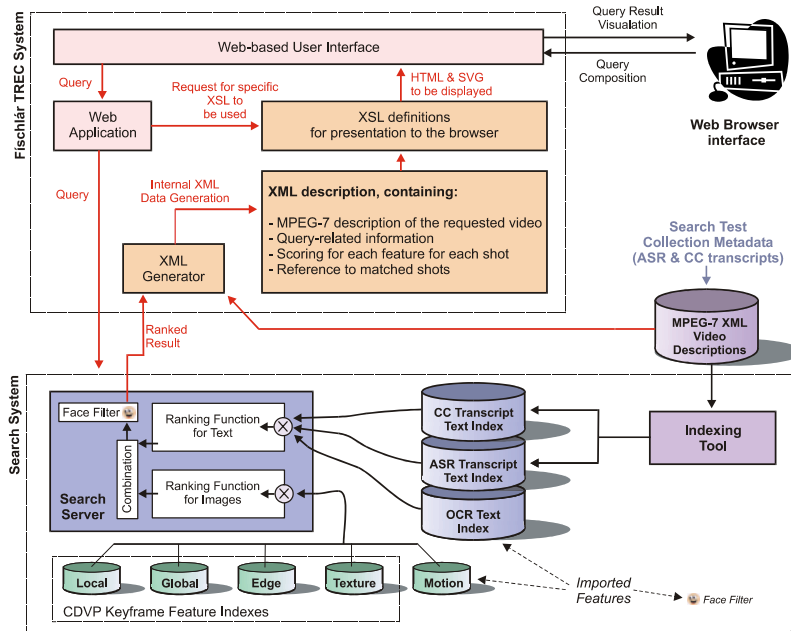 Fischlár TREC System
Web-based User Interface
Query Result
Visualation
Query
Composition
Web Browser
interface
Query
Request for specific
XSL to
be used
HTML & SVG
to be displayed
Web
Application
XSL definitions
for presentation to the browser
Query
Internal XML
Data Generation
XML description, containing:
- MPEG-7 description of the requested video
- Query-related information
- Scoring for each feature for each shot
- Reference to matched shots
XML
Generator
Search Test
Collection Metadata
(ASR & CC transcripts)
MPEG-7 XML
Video
Descriptions
Ranked
Result
Search System
Face Filter
Ranking Function
for Text
Combination
Ranking Function
for Images
Search
Server
CC Transcript
Text Index
ASR Transcript
Text Index
OCR Text
Index
Indexing
Tool
Local
Global
Edge
Texture
Motion
CDVP Keyframe Feature Indexes
Imported
Features
Face Filter